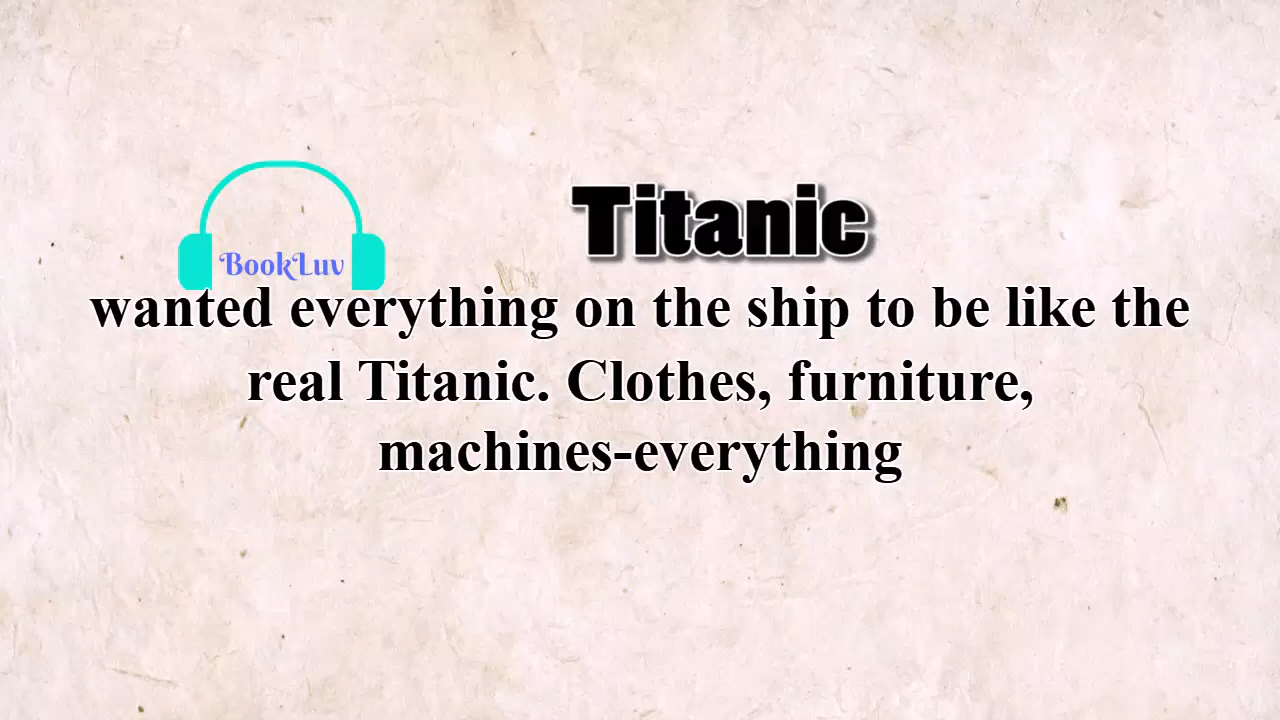 Titanic
BookLuv
wanted everything on the ship to be like the
real Titanic. Clothes, furniture,
machines-everything